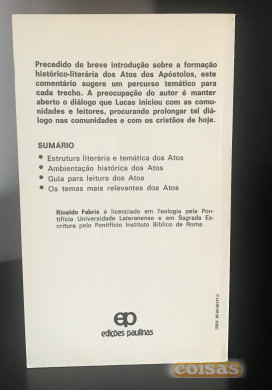 Precedido de breve introdução sobre a formação
histórico-literária dos Atos dos Apóstolos, este
comentário sugere um percurso temático para
cada trecho. A preocupação do autor é manter
aberto o diálogo que Lucas iniciou com as comu-
nidades e leitores, procurando prolongar tal diá-
logo nas comunidades e com os cristãos de hoje.
SUMÁRIO
• Estrutura literária e temática dos Atos
• Ambientação histórica dos Atos
• Guia para leitura dos Atos
• Os temas mais relevantes dos Atos
Rinaldo Fabris é licenciado em Teologia pela Pon-
tifícia Universidade Lateranense e em Sagrada Es-
critura pelo Pontifício Instituto Bíblico de Roma.
ep
edições paulinas
coisas